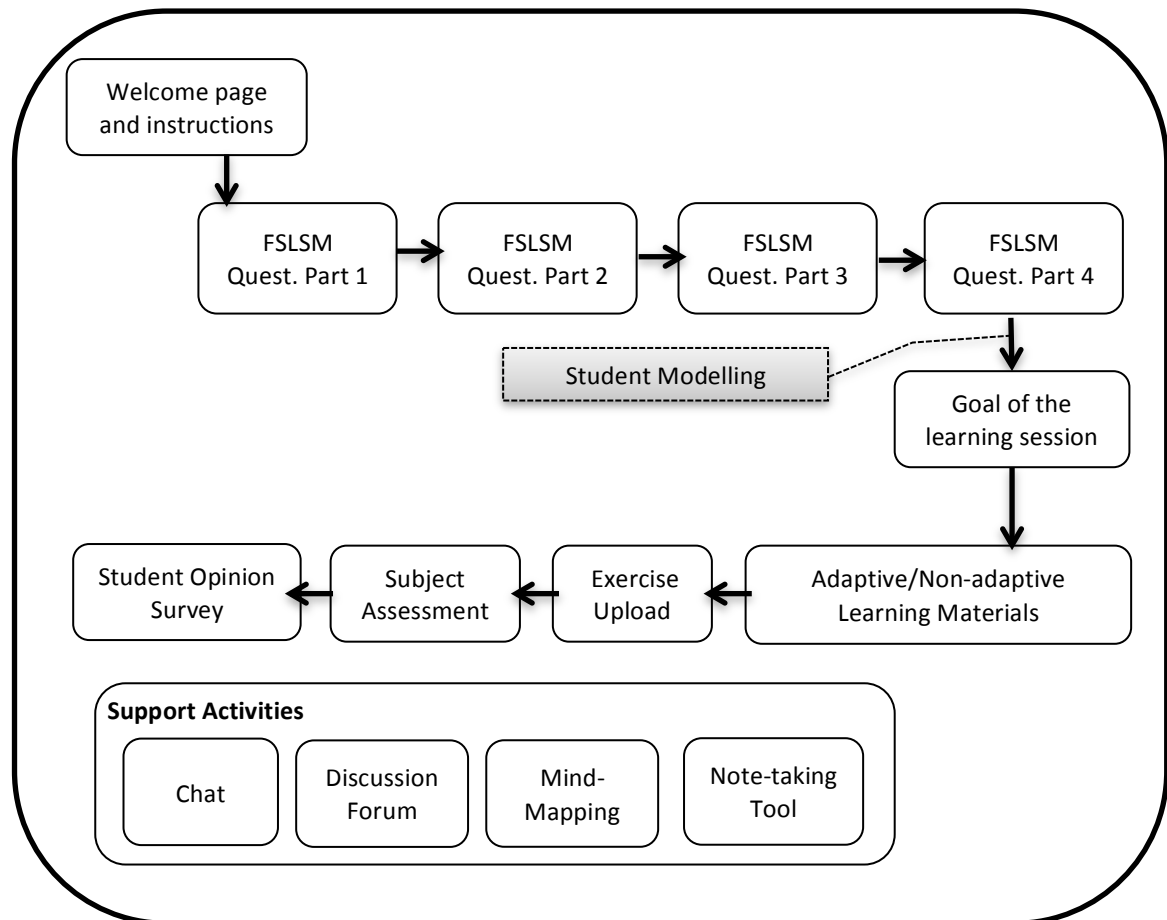 Welcome page
and instructions
FSLSM
Quest. Part 1
FSLSM
Quest. Part 2
FSLSM
Quest. Part 3
FSLSM
Quest. Part 4
Student Modelling
Goal of the
learning session
Student Opinion
Survey
Subject
Assessment
Exercise
Upload
Adaptive/Non-adaptive
Learning Materials
Support Activities
Chat
Discussion
Forum
Mind-
Mapping
Note-taking
Tool